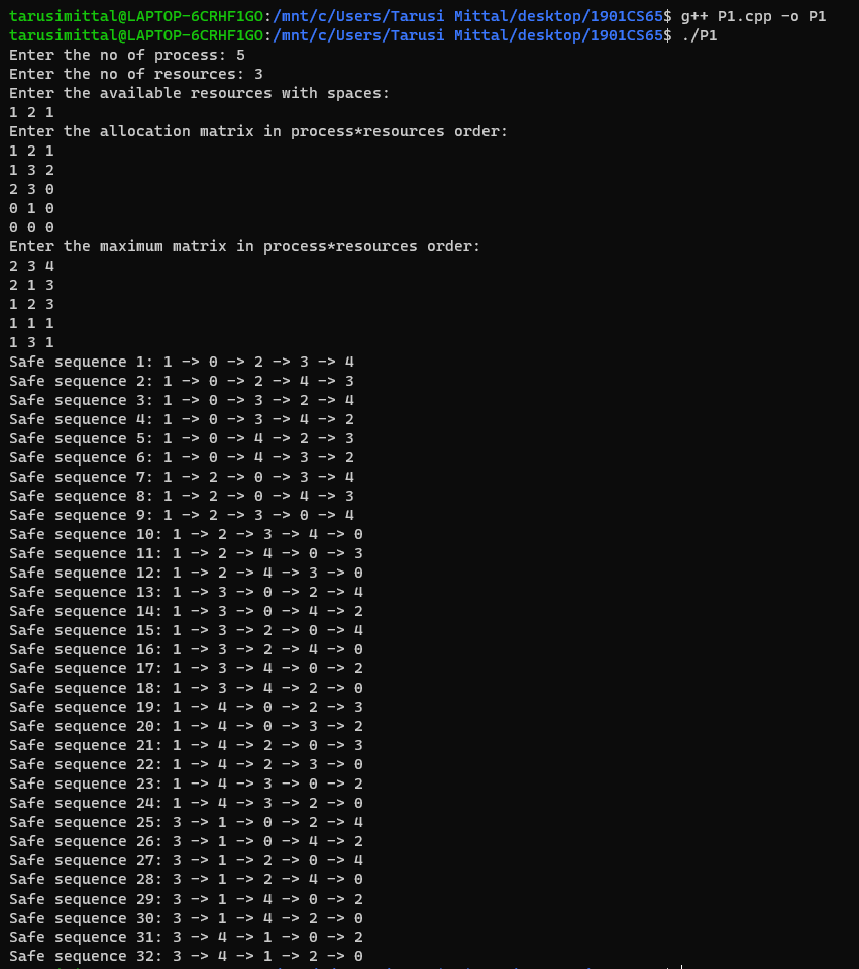 tarusimittal@LAPTOP-6CRHF1GO:/mnt/c/Users/Tarusi Mittal/desktop/1901CS65$ g++ P1.cpp -o P1
tarusimittal@LAPTOP-6CRHF1GO:/mnt/c/Users/Tarusi Mittal/desktop/1901CS65$ ./P1
Enter the no of process: 5
Enter the no of resources: 3
Enter the available resources with spaces:
1 2 1
Enter the allocation matrix in process*resources order:
1 2 1
1 3 2
2 3 0
0 1 0
0 0 0
Enter the maximum matrix in process*resources order:
2 3 4
2 1 3
1 2 3
1 1 1
1 3 1
Safe sequence 1: 1 -> 0 -> 2 -> 3 -> 4
Safe sequence 2: 1 -> 0 -> 2 -> 4 -> 3
Safe sequence 3: 1 -> 0 -> 3 -> 2 -> 4
Safe sequence 4: 1 -> 0 -> 3 -> 4 -> 2
Safe sequence 5: 1 -> 0 -> 4 -> 2 -> 3
Safe sequence 6: 1 -> 0 -> 4 -> 3 -> 2
Safe sequence 7: 1 -> 2 -> 0 -> 3 -> 4
Safe sequence 8: 1 -> 2 -> 0 -> 4 -> 3
Safe sequence 9: 1 -> 2 -> 3 -> 0 -> 4
Safe sequence 10: 1 -> 2 -> 3 -> 4 -> 0
Safe sequence 11: 1 -> 2 -> 4 -> 0 -> 3
Safe sequence 12: 1 -> 2 -> 4 -> 3 -> 0
Safe sequence 13: 1 -> 3 -> 0 -> 2 -> 4
Safe sequence 14: 1 -> 3 -> 0 -> 4 -> 2
Safe sequence 15: 1 -> 3 -> 2 -> 0 -> 4
Safe sequence 16: 1 -> 3 -> 2 -> 4 -> 0
Safe sequence 17: 1 -> 3 -> 4 -> 0 -> 2
Safe sequence 18: 1 -> 3 -> 4 -> 2 -> 0
Safe sequence 19: 1 -> 4 -> 0 -> 2 -> 3
Safe sequence 20: 1 -> 4 -> 0 -> 3 -> 2
Safe sequence 21: 1 -> 4 -> 2 -> 0 -> 3
Safe sequence 22: 1 -> 4 -> 2 -> 3 -> 0
Safe sequence 23: 1 -> 4 -> 3 -> 0 -> 2
Safe sequence 24: 1 -> 4 -> 3 -> 2 -> 0
Safe sequence 25: 3 -> 1 -> 0 -> 2 -> 4
Safe sequence 26: 3 -> 1 -> 0 -> 4 -> 2
Safe sequence 27: 3 -> 1 -> 2 -> 0 -> 4
Safe sequence 28: 3 -> 1 -> 2 -> 4 -> 0
Safe sequence 29: 3 -> 1 -> 4 -> 0 -> 2
Safe sequence 30: 3 -> 1 -> 4 -> 2 -> 0
Safe sequence 31: 3 -> 4 -> 1 -> 0 -> 2
Safe sequence 32: 3 -> 4 -> 1 -> 2 -> 0